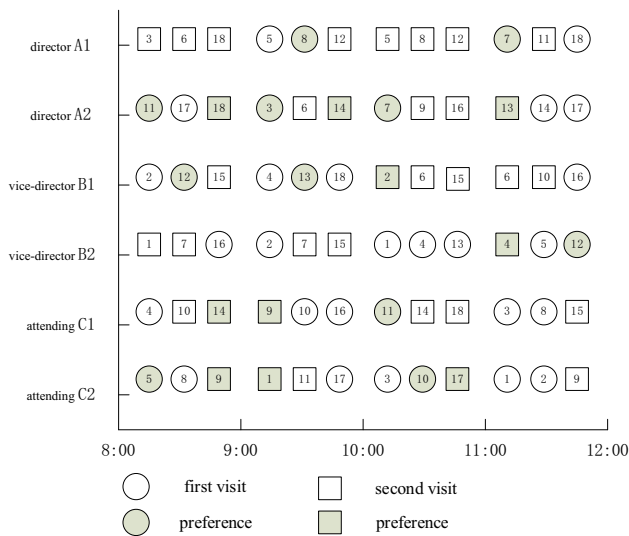 director A1 3 6 18 5 8 12 5 8 12 7 11 18
director A2 11 17 18 3 6 14 7 9 16 13 14 17
vice-director B1 2 12 15 4 13 18 2 6 15 6 10 16
vice-director B2 1 7 16 2 7 15 1 4 13 4 5 12
attending C1 4 10 14 9 10 16 11 14 18 3 8 15
attending C2 5 8 9 1 11 17 3 10 17 1 2 9
8:00 9:00 10:00 11:00 12:00
first visit second visit
preference preference